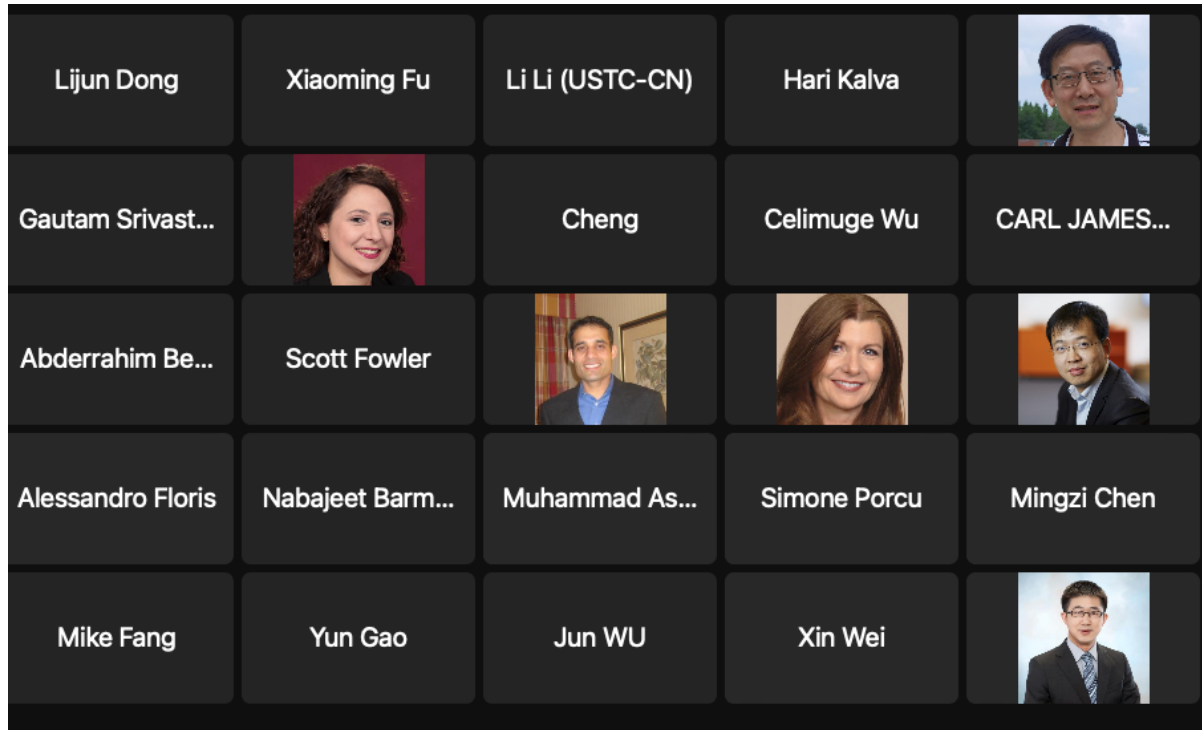 Lijun Dong
Xiaoming Fu
Li Li (USTC-CN)
Hari Kalva
Gautam Srivast...
Cheng
Celimuge Wu
CARL JAMES...
Abderrahim Be...
Scott Fowler
Alessandro Floris
Nabajeet Barm...
Muhammad As...
Simone Porcu
Mingzi Chen
Mike Fang
Yun Gao
Jun WU
Xin Wei